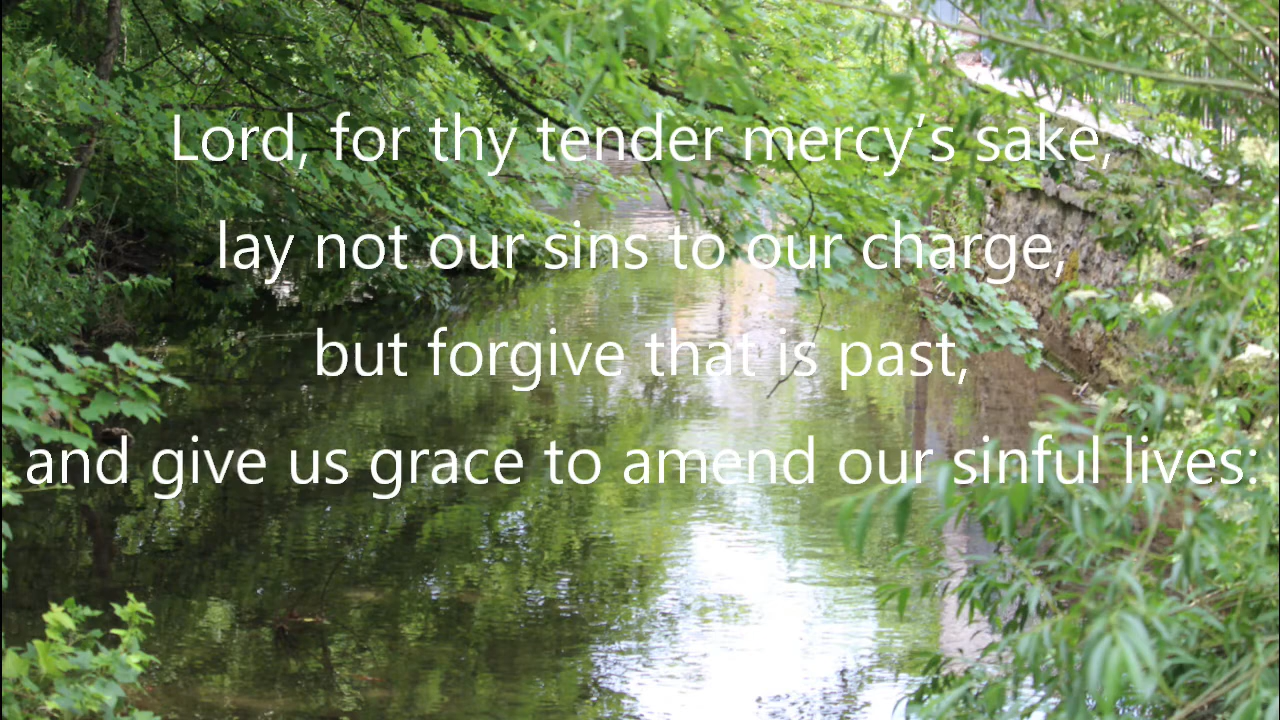 Lord, for thy tender mercy’s sake,
lay not our sins to our charge,
but forgive that is past,
and give us grace to amend our sinful lives: